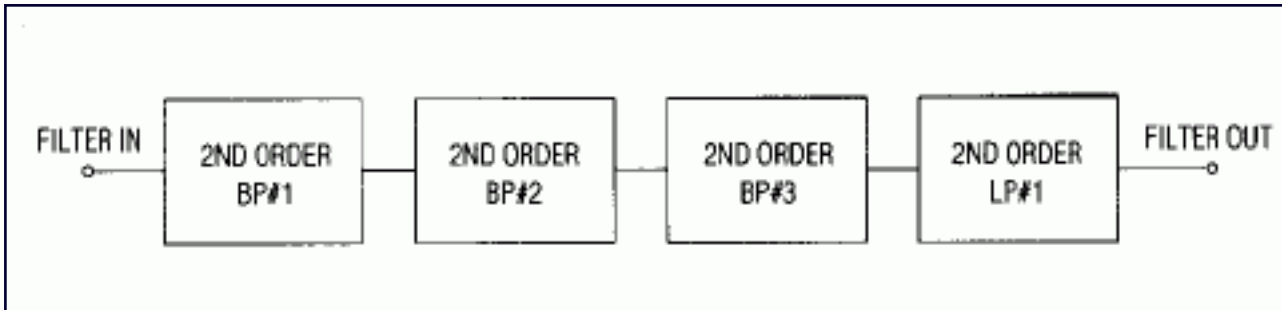 FILTER IN
2ND ORDER
BP#1
2ND ORDER
BP#2
2ND ORDER
BP#3
2ND ORDER
LP#1
FILTER OUT